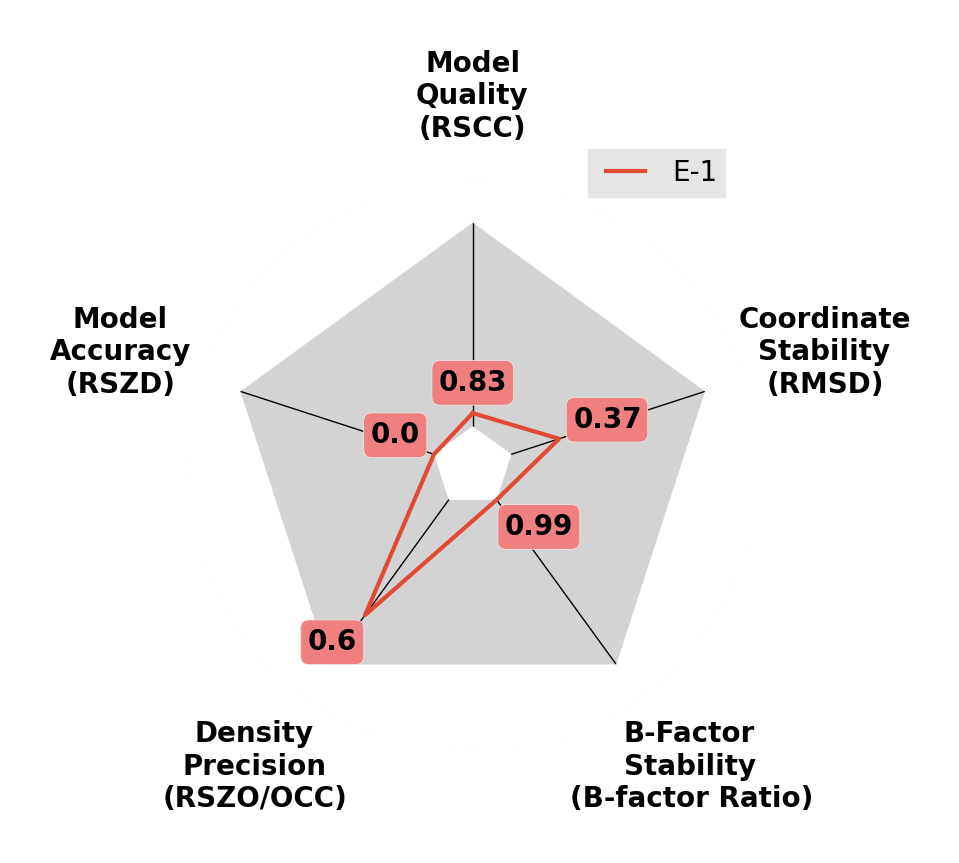 Model
Quality
(RSCC)
E-1
Model
Accuracy
(RSZD)
Coordinate
Stability
(RMSD)
0.83
0.37
0.0
0.99
0.6
Density
Precision
(RSZO/OCC)
B-Factor
Stability
(B-factor Ratio)